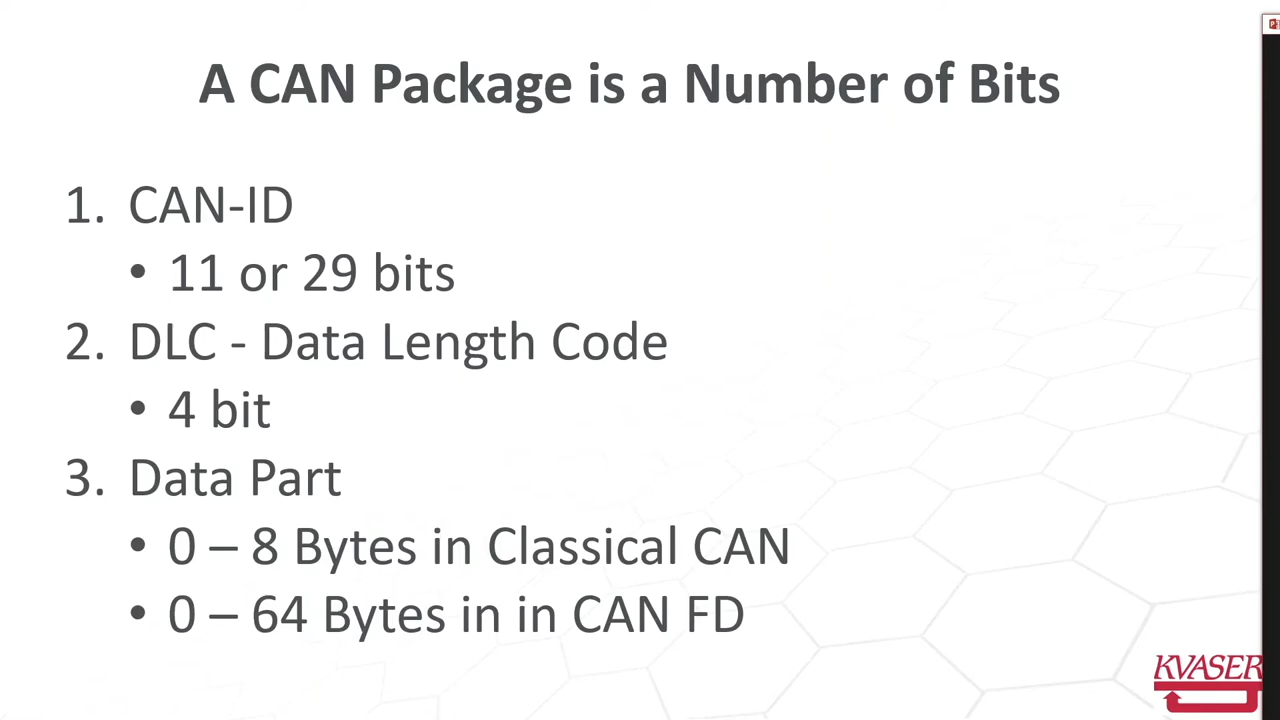 A CAN Package is a Number of Bits
1. CAN-ID
• 11 or 29 bits
2. DLC - Data Length Code
• 4 bit
3. Data Part
• 0 – 8 Bytes in Classical CAN
• 0 – 64 Bytes in in CAN FD
KVASER